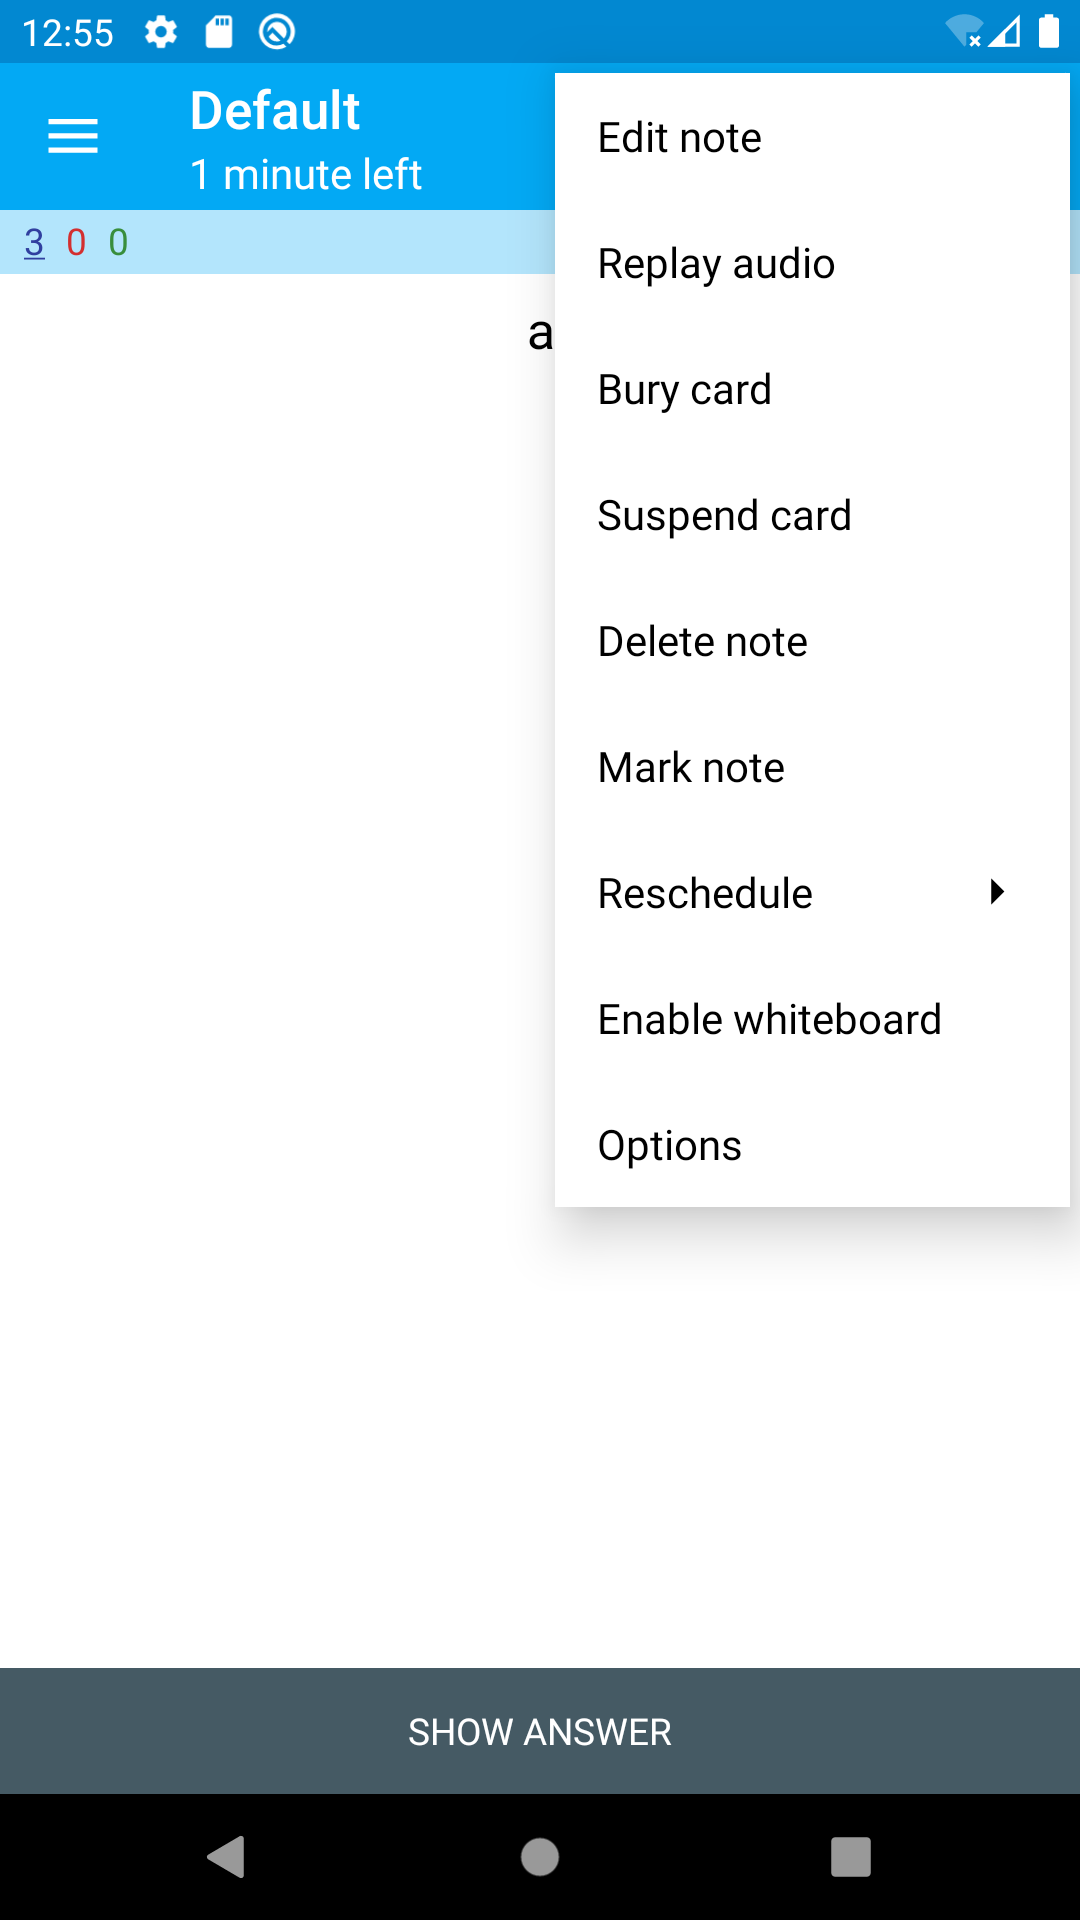 12:55
Default
1 minute left
3 0 0
a
Edit note
Replay audio
Bury card
Suspend card
Delete note
Mark note
Reschedule
Enable whiteboard
Options
SHOW ANSWER